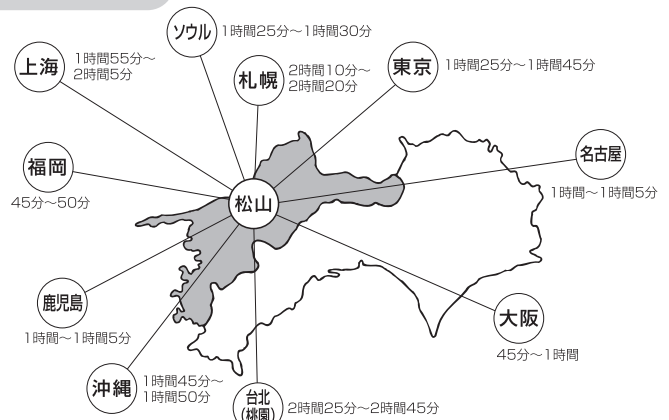 ソウル
1時間25分〜1時間30分
上海
1時間55分〜
2時間5分
札幌
2時間10分〜
2時間20分
東京
1時間25分〜1時間45分
福岡
45分〜50分
松山
名古屋
1時間〜1時間5分
鹿児島
1時間〜1時間5分
大阪
45分〜1時間
沖縄
1時間45分〜
1時間50分
台北
(桃園)
2時間25分〜2時間45分